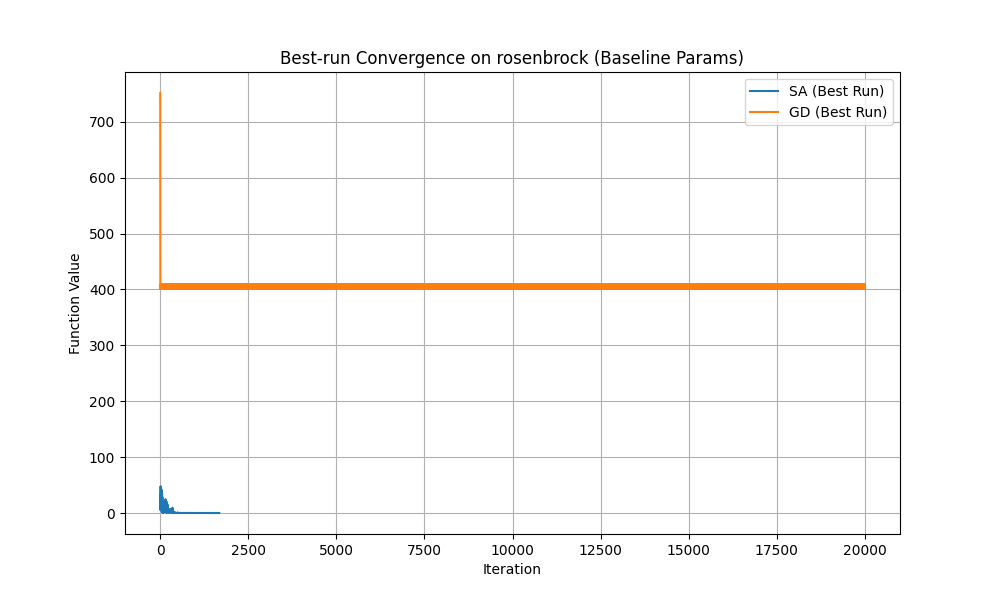 Best-run Convergence on rosenbrock (Baseline Params)
SA (Best Run)
GD (Best Run)
Function Value
700
600
500
400
300
200
100
0
0 2500 5000 7500 10000 12500 15000 17500 20000
Iteration